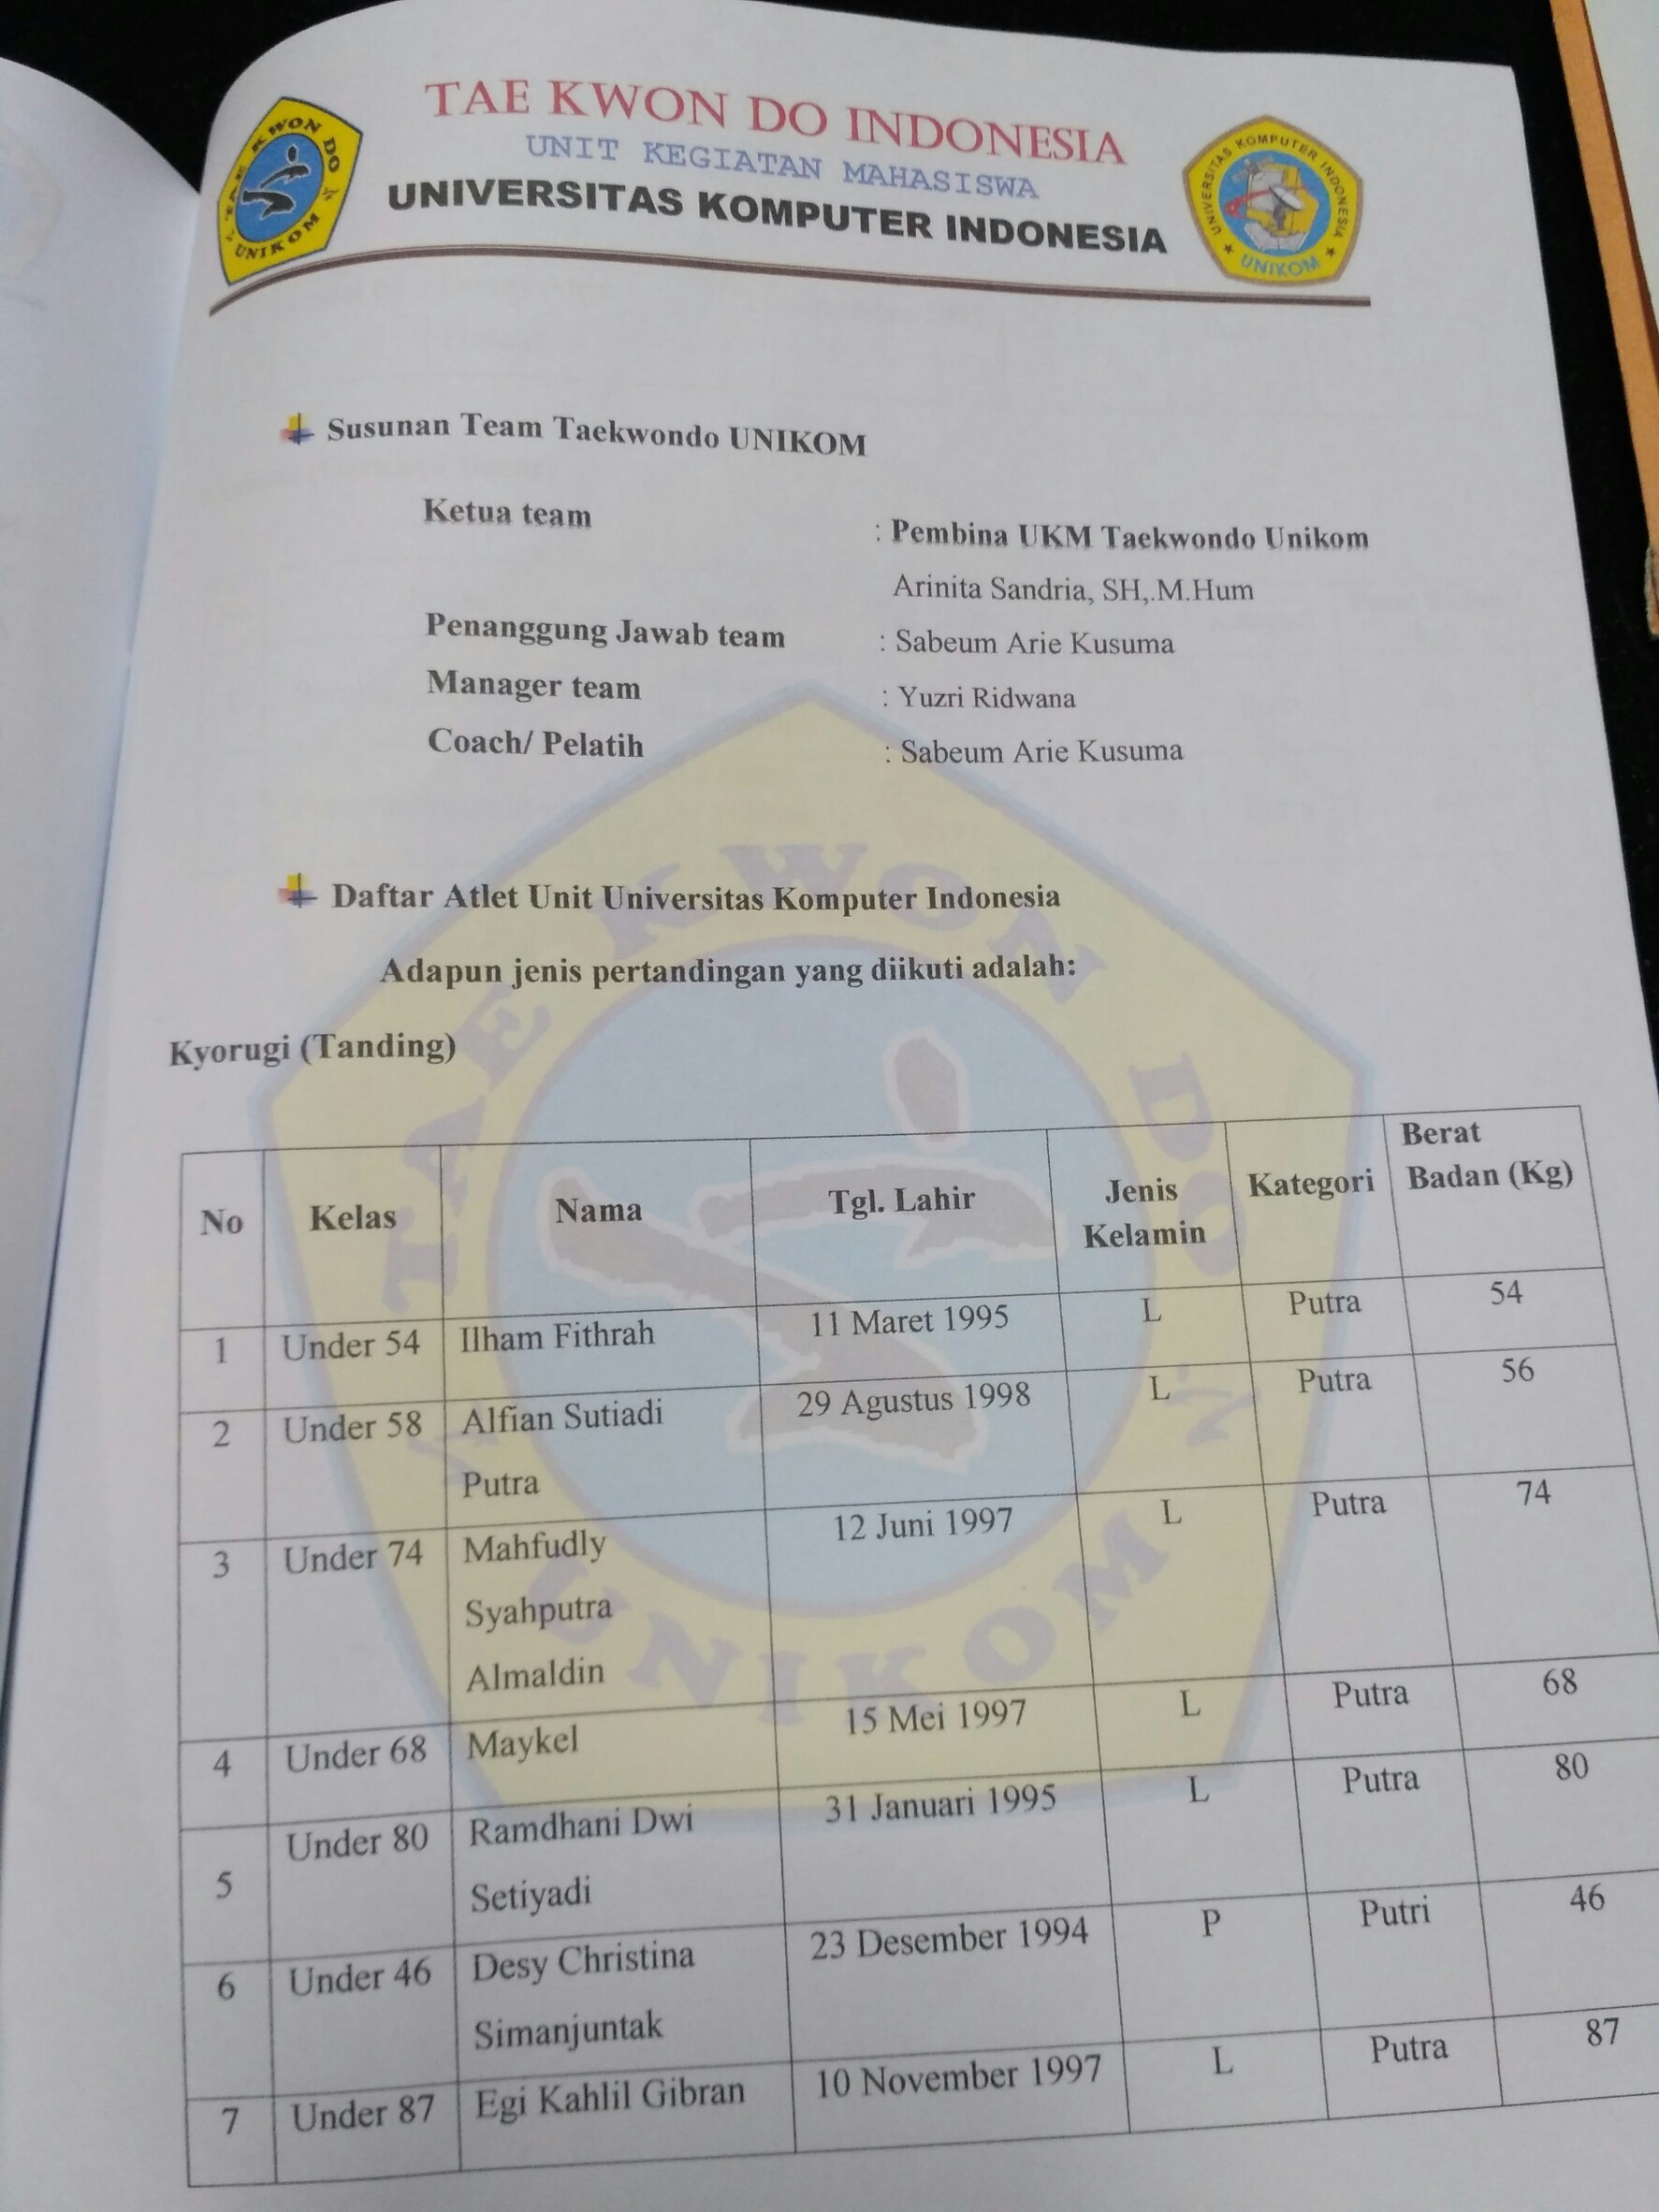 TAE KWON DO INDONESIA
UNIT KEGIATAN MAHASISWA
UNIVERSITAS KOMPUTER INDONESIA
TAE KWON DO
UNIKOM
UNIVERSITAS KOMPUTER INDONESIA
UNIKOM
Susunan Team Taekwondo UNIKOM
Ketua team : Pembina UKM Taekwondo Unikom
Arinita Sandria, SH,.M.Hum
Penanggung Jawab team : Sabeum Arie Kusuma
Manager team : Yuzri Ridwana
Coach/ Pelatih : Sabeum Arie Kusuma
Daftar Atlet Unit Universitas Komputer Indonesia
Adapun jenis pertandingan yang diikuti adalah:
Kyorugi (Tanding)
TAE KWON DO
UNIKOM
No Kelas Nama Tgl. Lahir Jenis Kelamin Kategori Berat Badan (Kg)
1 Under 54 Ilham Fithrah 11 Maret 1995 L Putra 54
2 Under 58 Alfian Sutiadi 29 Agustus 1998 L Putra 56
Putra
3 Under 74 Mahfudly 12 Juni 1997 L Putra 74
Syahputra
Almaldin
4 Under 68 Maykel 15 Mei 1997 L Putra 68
5 Under 80 Ramdhani Dwi 31 Januari 1995 L Putra 80
Setiyadi
6 Under 46 Desy Christina 23 Desember 1994 P Putri 46
Simanjuntak
7 Under 87 Egi Kahlil Gibran 10 November 1997 L Putra 87